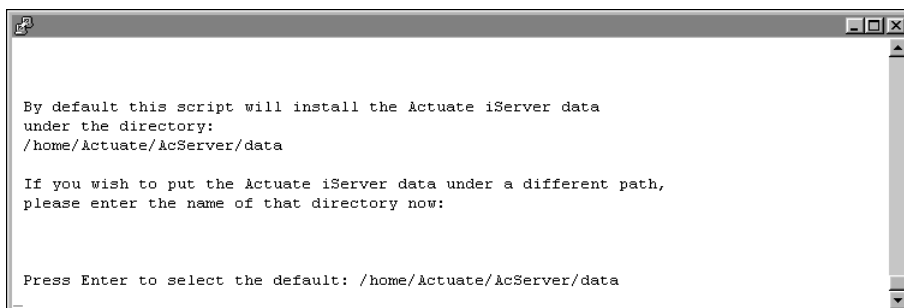 By default this script will install the Actuate iServer data
under the directory:
/home/Actuate/AcServer/data
If you wish to put the Actuate iServer data under a different path,
please enter the name of that directory now:
Press Enter to select the default: /home/Actuate/AcServer/data